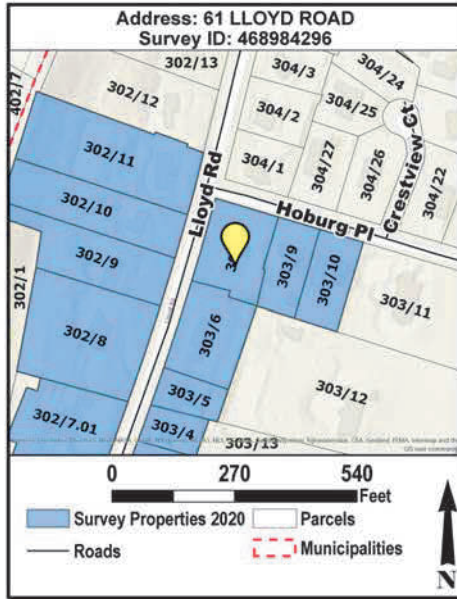 Address: 61 LLOYD ROAD
Survey ID: 468984296
402/7
302/13
304/3
304/24
302/12
304/2
304/25
302/11
304/1
304/27
304/26
Crestview Ct
304/22
Lloyd Rd
302/10
Hoburg Pl
302/9
303/9
303/10
302/1
303/11
303/6
302/8
303/12
303/5
302/7.01
303/4
303/13
0 270 540
Feet
Survey Properties 2020
Parcels
Roads
Municipalities
N